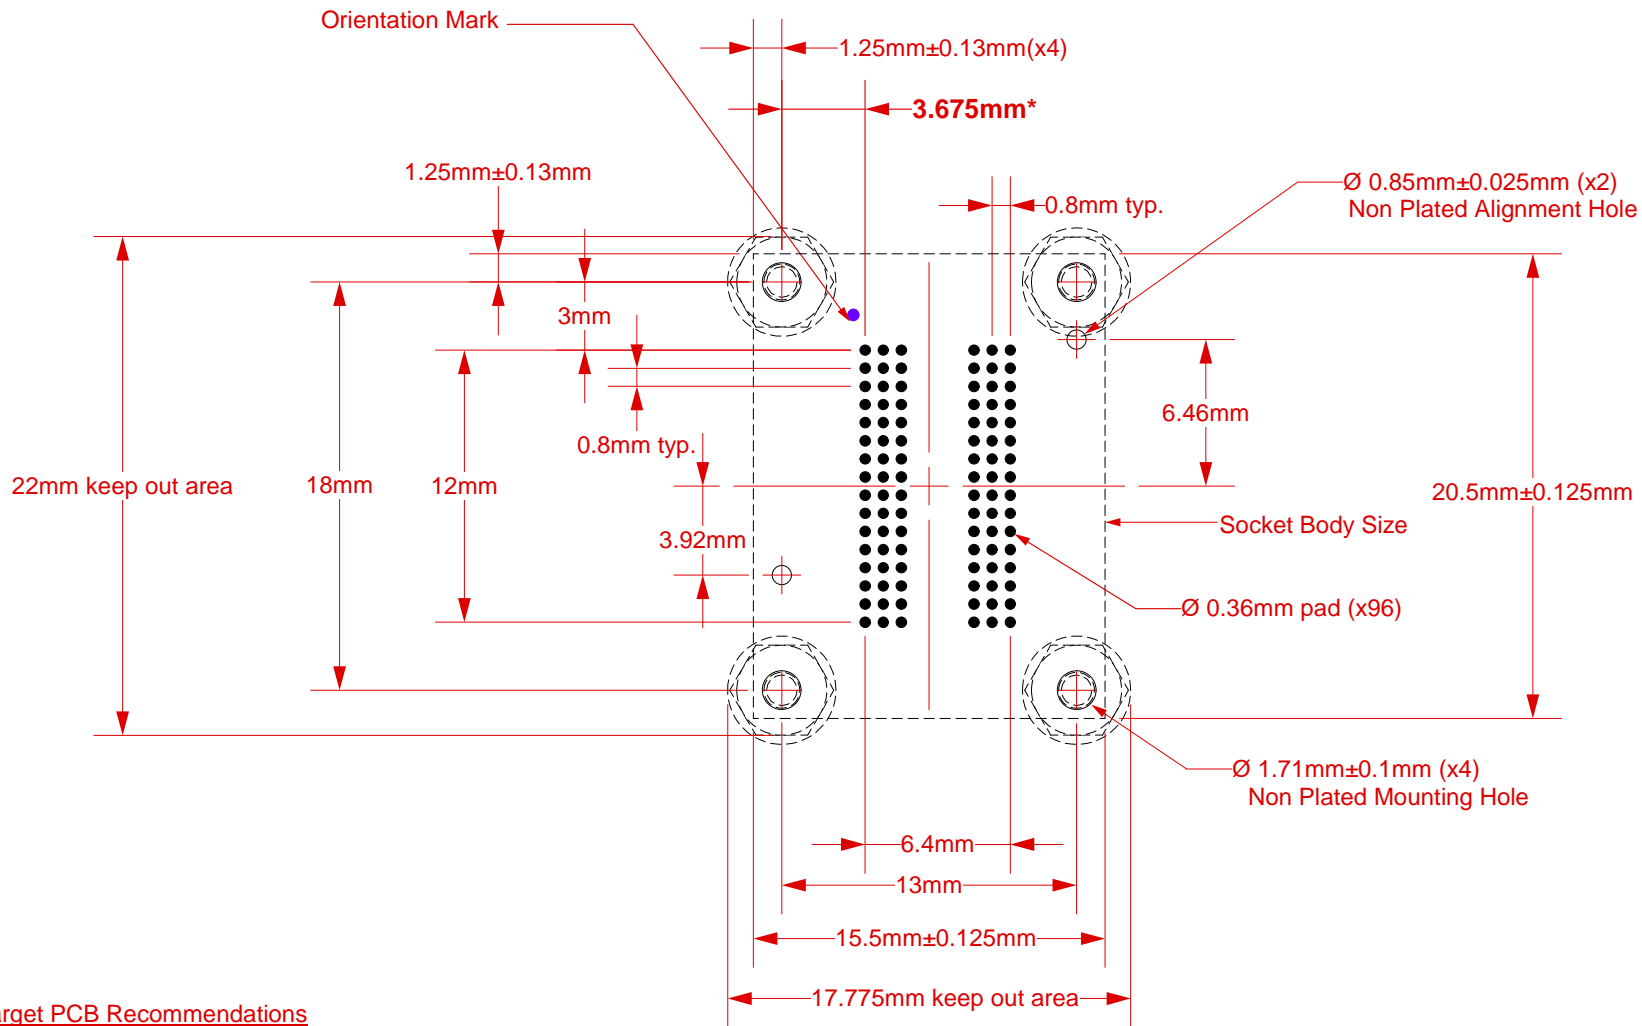 Orientation Mark
1.25mm±0.13mm(x4)
3.675mm*
1.25mm±0.13mm
Ø 0.85mm±0.025mm (x2)
Non Plated Alignment Hole
0.8mm typ.
3mm
6.46mm
0.8mm typ.
22mm keep out area
18mm
12mm
20.5mm±0.125mm
Socket Body Size
3.92mm
Ø 0.36mm pad (x96)
Ø 1.71mm±0.1mm (x4)
Non Plated Mounting Hole
6.4mm
13mm
15.5mm±0.125mm
17.775mm keep out area
arget PCB Recommendations